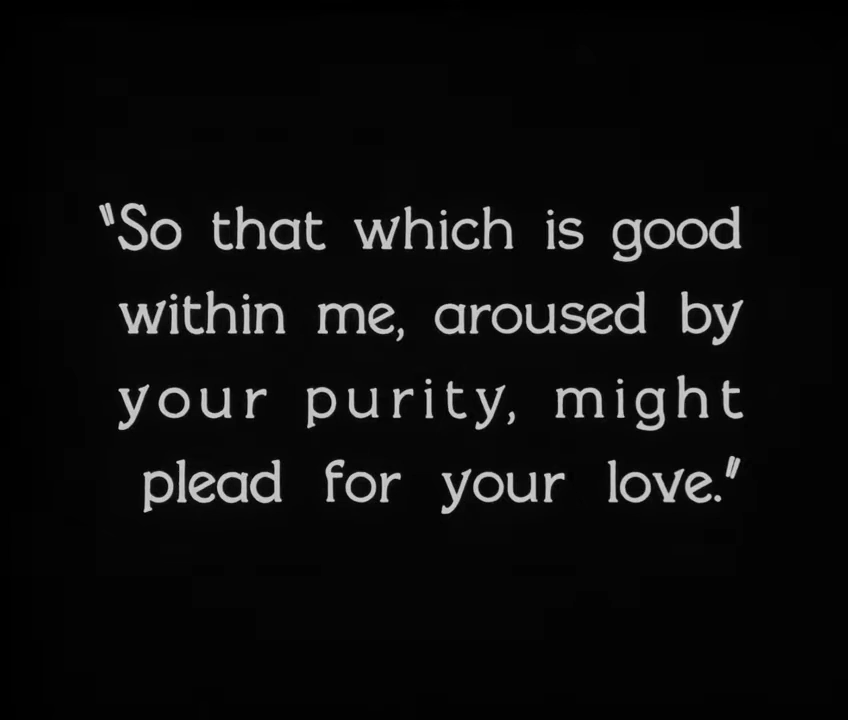 "So that which is good
within me, aroused by
your purity, might
plead for your love."